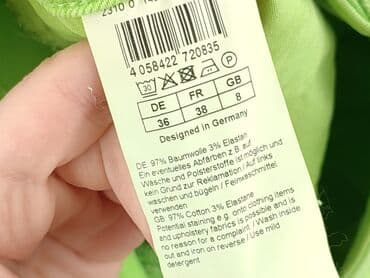 4 058422 720835
30 P
DE FR GB
36 38 8
Designed in Germany
DE: 97% Baumwolle 3% Elastan
Ein eventuelles Abfärben z.B auf
Wäsche und Polsterstoffe ist möglich und
kein Grund zur Reklamation / Auf links
waschen und bügeln / Feinwaschmittel
verwenden
GB: 97% Cotton 3% Elastane
Potential staining e.g. onto clothing items
and upholstery fabrics is possible and is
no reason for a complaint / Wash inside
out and iron on reverse / Use mild
detergent